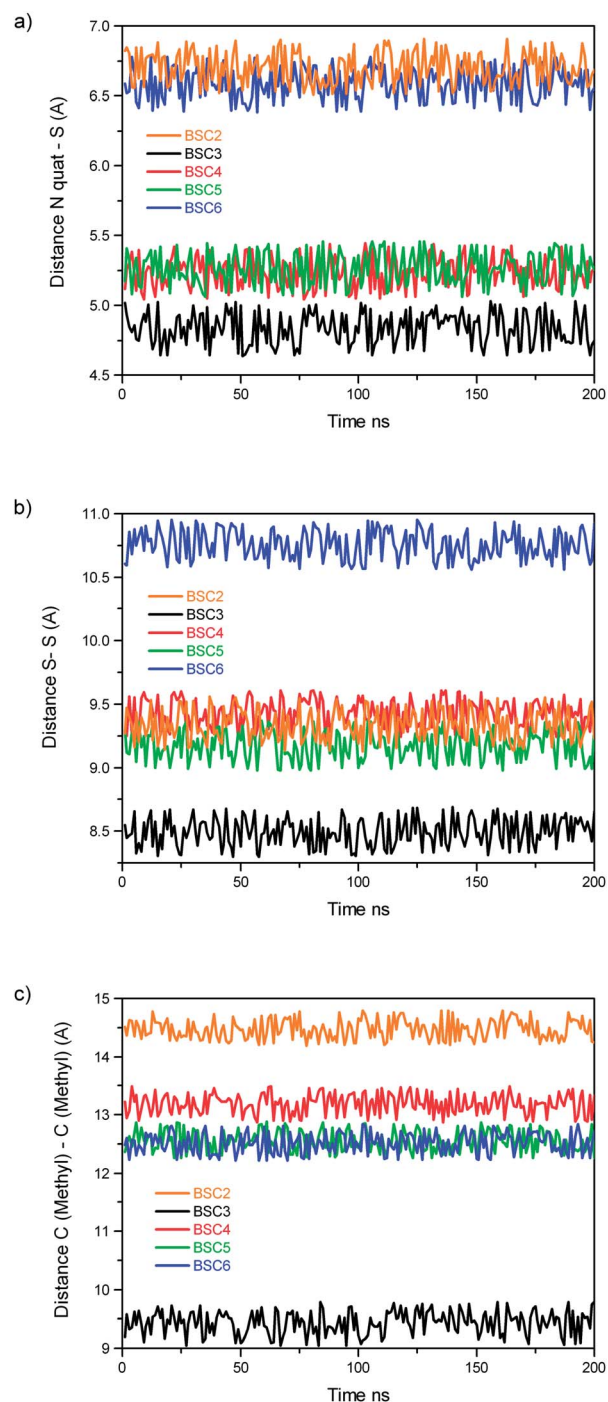 a)
7.0
6.5
6.0
5.5
5.0
4.5
Distance N quat - S (A)
BSC2
BSC3
BSC4
BSC5
BSC6
0 50 100 150 200
Time ns
b)
11.0
10.5
10.0
9.5
9.0
8.5
Distance S- S (A)
BSC2
BSC3
BSC4
BSC5
BSC6
0 50 100 150 200
Time ns
c)
15
14
13
12
11
10
9
Distance C (Methyl) - C (Methyl) (A)
BSC2
BSC3
BSC4
BSC5
BSC6
0 50 100 150 200
Time ns